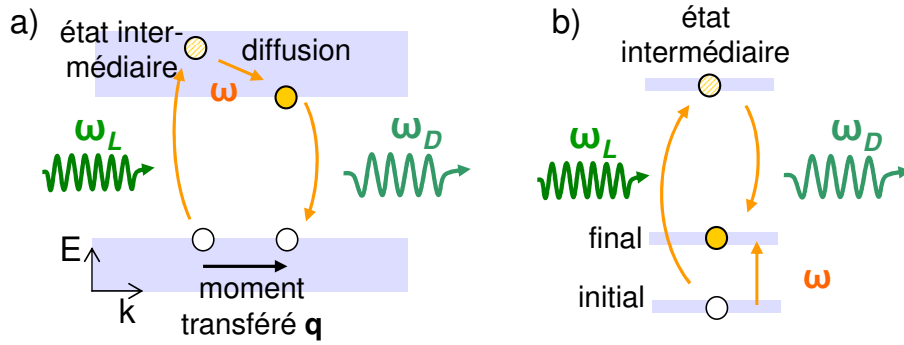 a)
état inter-
médiaire
diffusion
ω
ω_L
ω_D
E
k
moment
transféré q
b)
état
intermédiaire
ω_L
ω_D
final
initial
ω